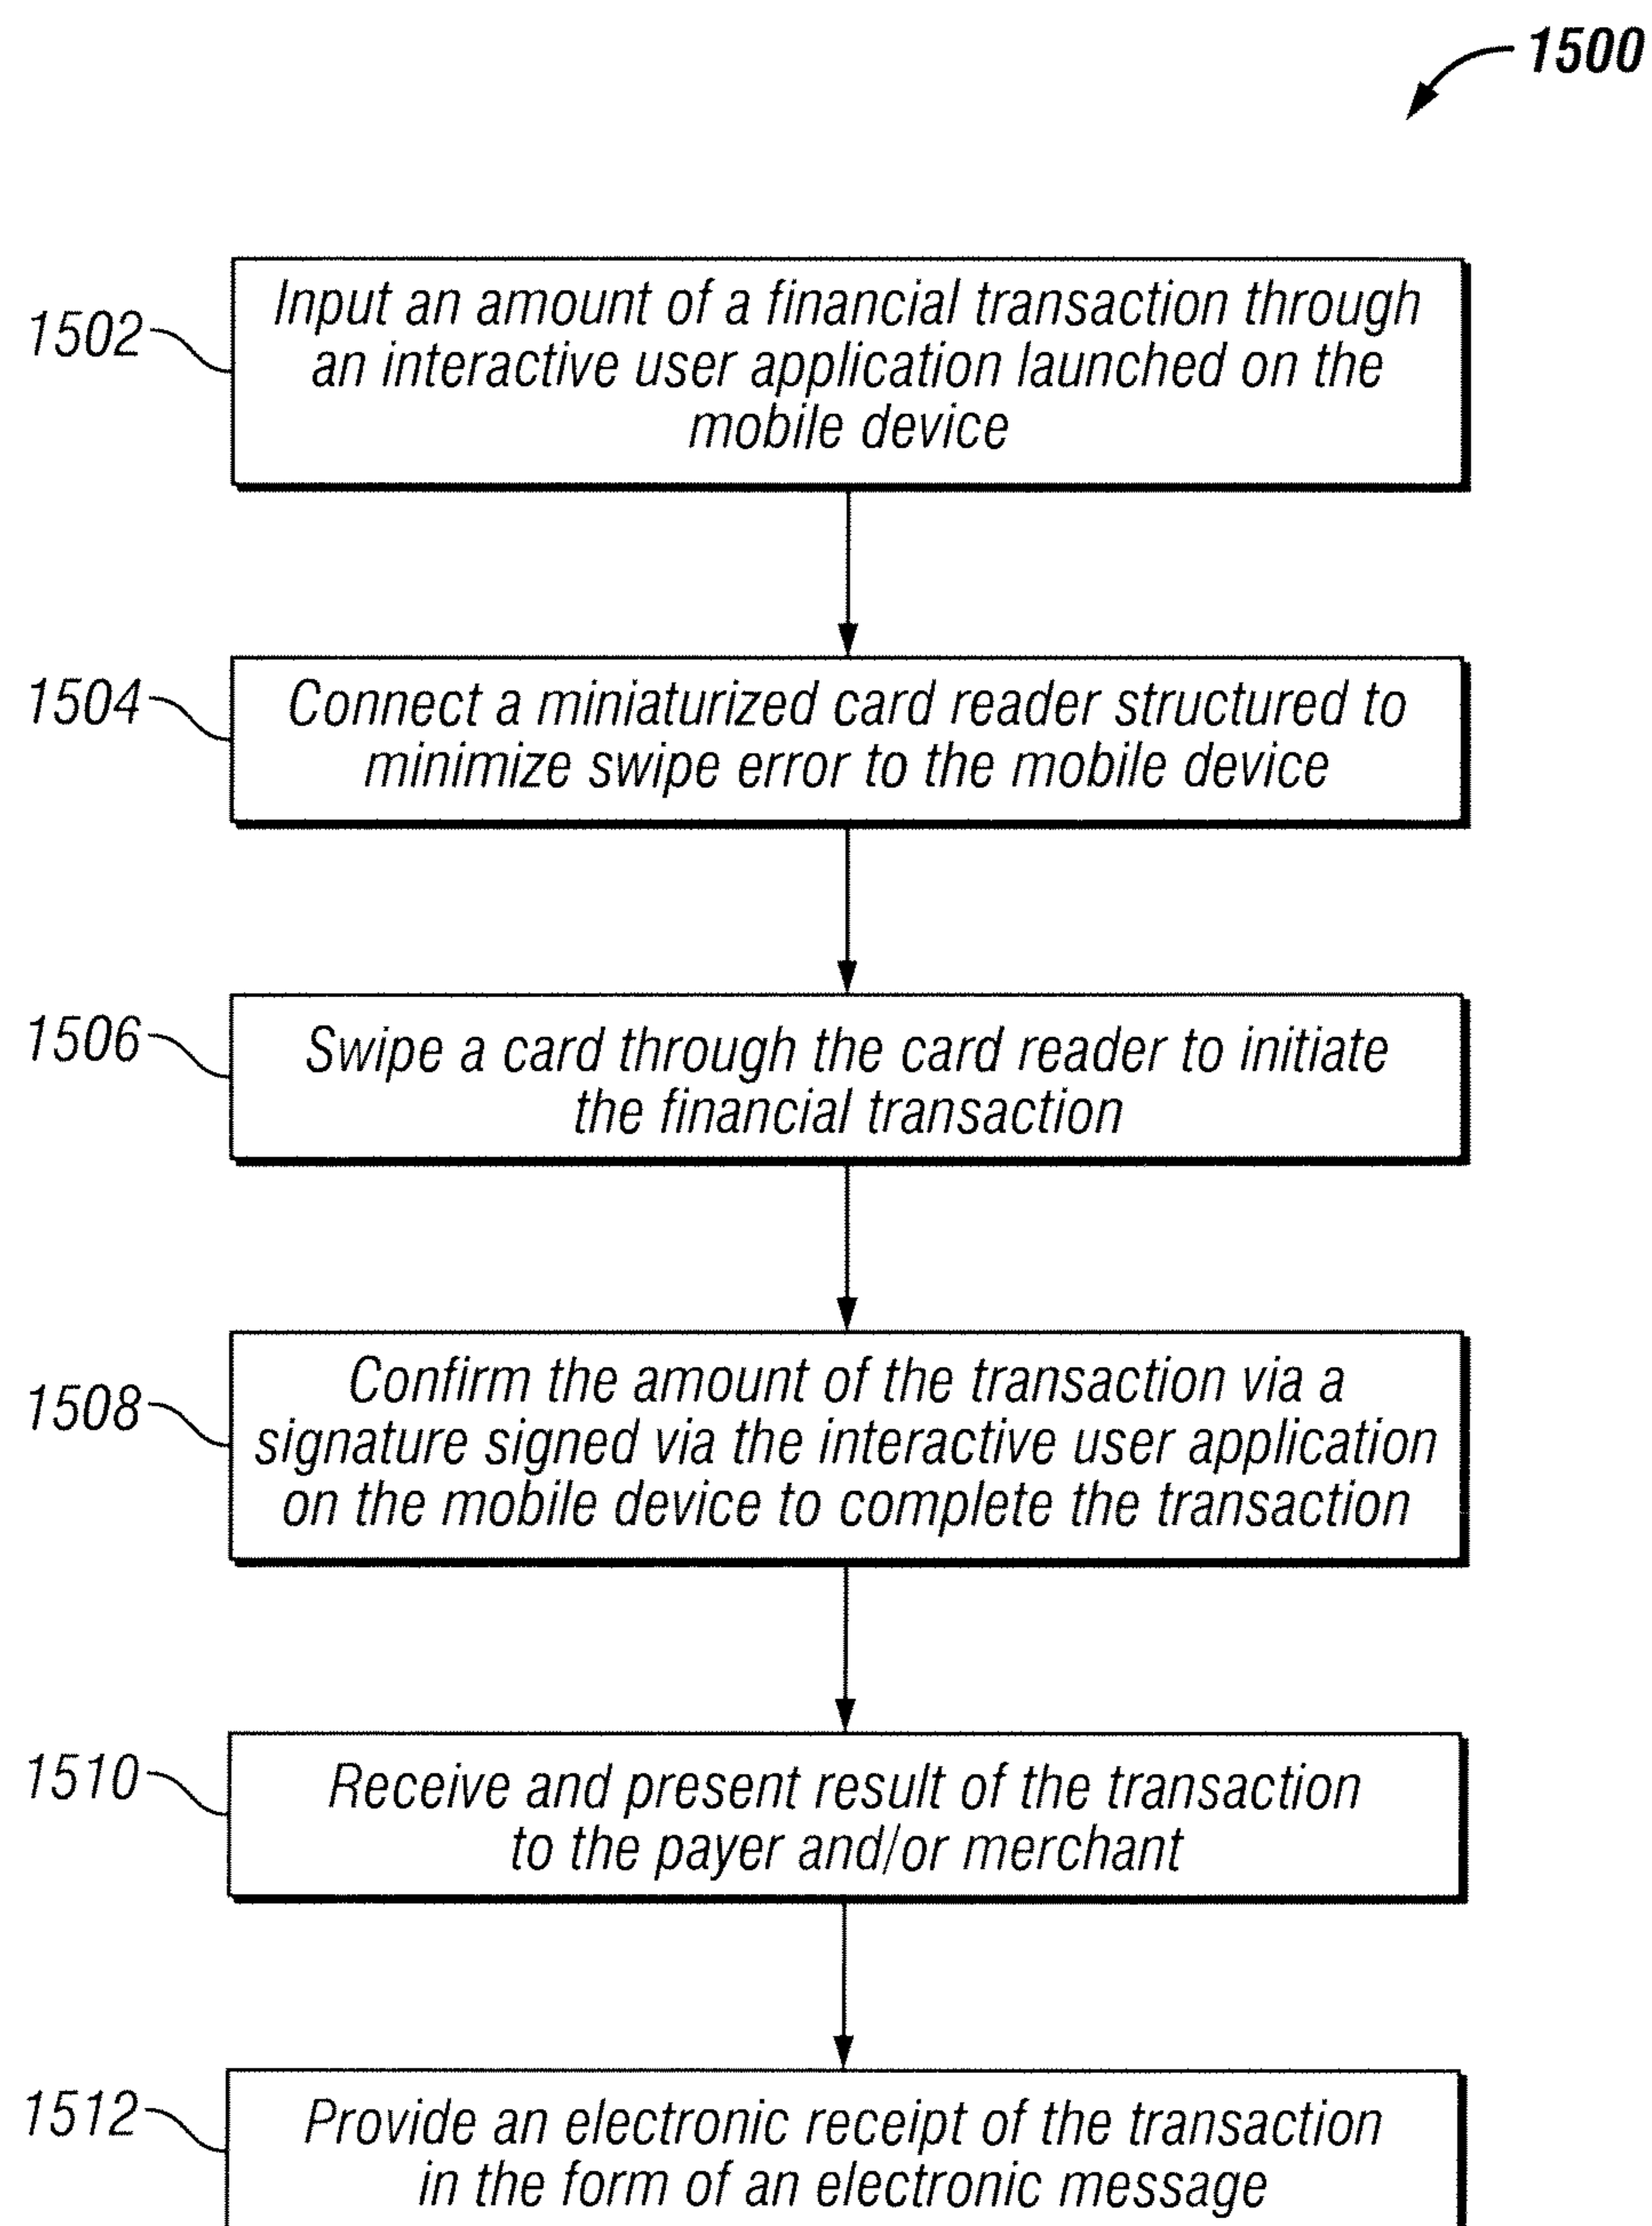 1500
1502
Input an amount of a financial transaction through
an interactive user application launched on the
mobile device
1504
Connect a miniaturized card reader structured to
minimize swipe error to the mobile device
1506
Swipe a card through the card reader to initiate
the financial transaction
1508
Confirm the amount of the transaction via a
signature signed via the interactive user application
on the mobile device to complete the transaction
1510
Receive and present result of the transaction
to the payer and/or merchant
1512
Provide an electronic receipt of the transaction
in the form of an electronic message